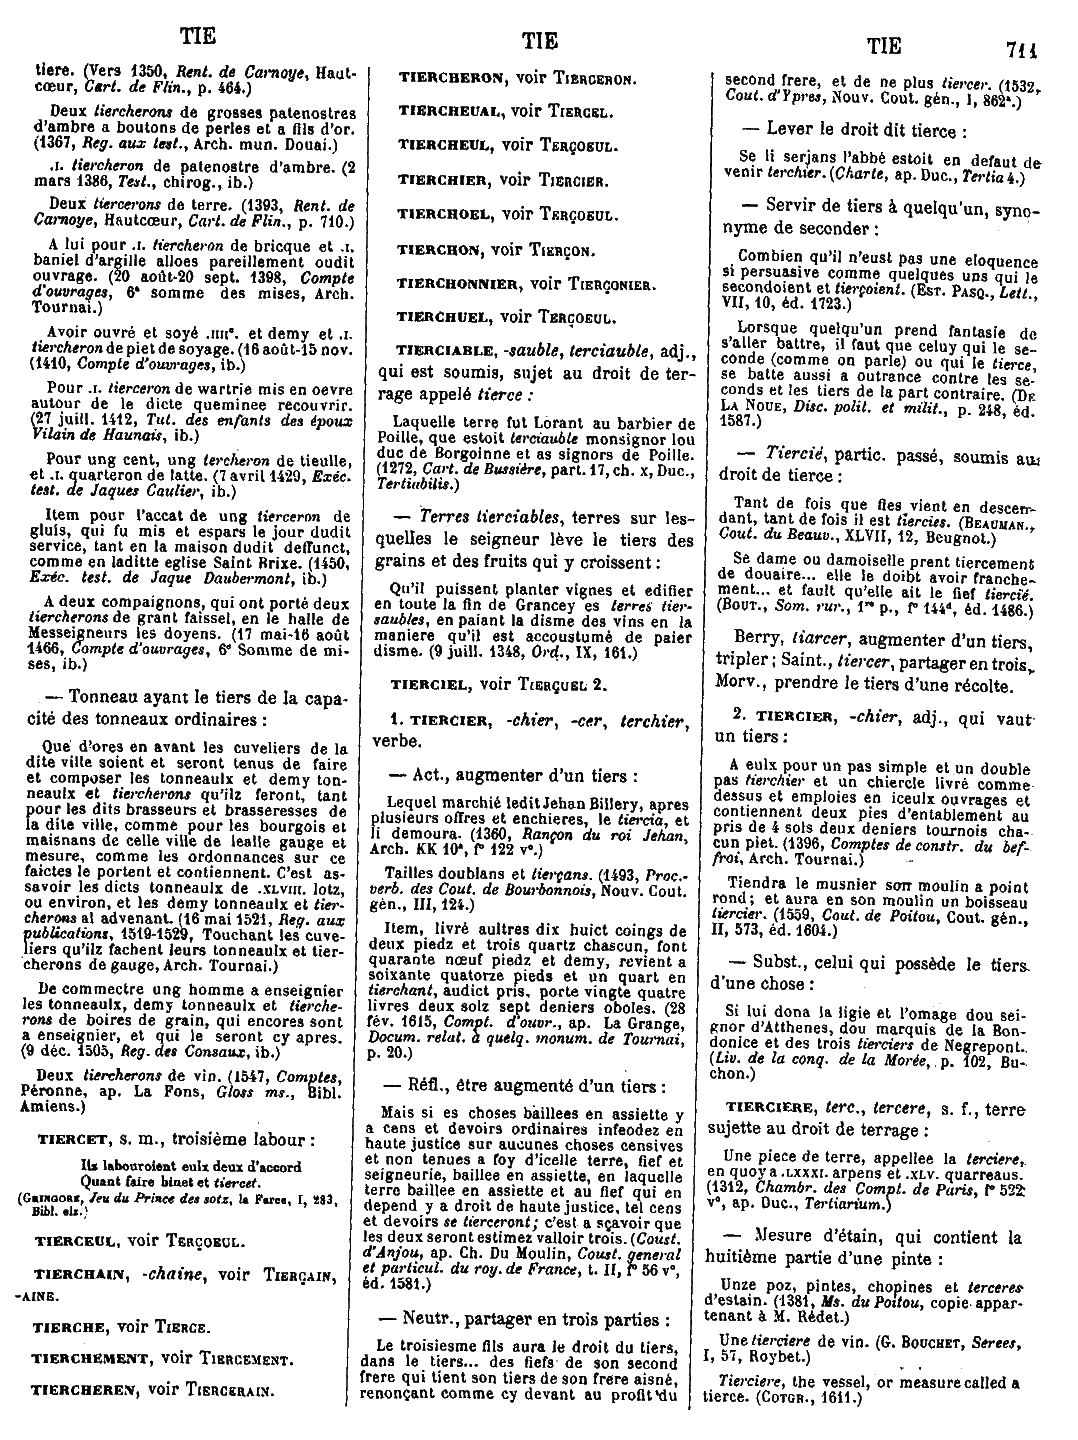 TIE
TIE
TIE
711
tiere. (Vers 1350, Rent. de Carnoye, Haut-
cœur, Cart. de Flin., p. 464.)
Deux tiercherons de grosses patenostres
d'ambre a boutons de perles et a fils d'or.
(1367, Reg. aux test., Arch. mun. Douai.)
.I. tiercheron de patenostre d'ambre. (2
mars 1386, Test., chirog., ib.)
Deux tiercerons de terre. (1393, Rent. de
Carnoye, Hautcœur, Cart. de Flin., p. 710.)
A lui pour .I. tiercheron de bricque et .I.
baniel d'argille alloes pareillement oudit
ouvrage. (20 août-20 sept. 1398, Compte
d'ouvrages, 6e somme des mises, Arch.
Tournai.)
Avoir ouvré et soyé .IIIIe. et demy et .I.
tiercheron de piet de soyage. (16 août-15 nov.
(1410, Compte d'ouvrages, ib.)
Pour .I. tierceron de wartrie mis en oevre
autour de le dicte queminee recouvrir.
(27 juill. 1412, Tut. des enfants des époux
Vilain de Haunais, ib.)
Pour ung cent, ung tercheron de tieulle,
et .I. quarteron de latte. (7 avril 1429, Exéc.
test. de Jaques Caulier, ib.)
Item pour l'accat de ung tierceron de
gluis, qui fu mis et espars le jour dudit
service, tant en la maison dudit deffunct,
comme en laditte eglise Saint Brixe. (1450,
Exéc. test. de Jaque Daubermont, ib.)
A deux compaignons, qui ont porté deux
tiercherons de grant faissel, en le halle de
Messeigneurs les doyens. (17 mai-16 août
1466, Compte d'ouvrages, 6e Somme de mi-
ses, ib.)
— Tonneau ayant le tiers de la capa-
cité des tonneaux ordinaires :
Que d'ores en avant les cuveliers de la
dite ville soient et seront tenus de faire
et composer les tonneaulx et demy ton-
neaulx et tiercherons qu'ilz feront, tant
pour les dits brasseurs et brasseresses de
la dite ville, comme pour les bourgois et
maisnans de celle ville de lealle gauge et
mesure, comme les ordonnances sur ce
faictes le portent et contiennent. C'est as-
savoir les dicts tonneaulx de .XLVIII. lotz,
ou environ, et les demy tonneaulx et tier-
cherons al advenant. (16 mai 1521, Reg. aux
publications, 1519-1529, Touchant les cuve-
liers qu'ilz fachent leurs tonneaulx et tier-
cherons de gauge, Arch. Tournai.)
De commectre ung homme a enseignier
les tonneaulx, demy tonneaulx et tierche-
rons de boires de grain, qui encores sont
a enseignier, et qui le seront cy apres.
(9 déc. 1505, Reg. des Consaux, ib.)
Deux tiercherons de vin. (1547, Comptes,
Péronne, ap. La Fons, Gloss ms., Bibl.
Amiens.)
TIERCET, s. m., troisième labour :
Ilz labouroient eulx deux d'accord
Quant faire binet et tiercet.
(GRINGORE, Jeu du Prince des sotz, la Farce, I, 283,
Bibl. elz.)
TIERCEUL, voir TERÇOEUL.
TIERCHAIN, -chaine, voir TIERÇAIN,
-AINE.
TIERCHE, voir TIERCE.
TIERCHEMENT, voir TIERCEMENT.
TIERCHEREN, voir TIERCERAIN.
TIERCHERON, voir TIERCERON.
TIERCHEUAL, voir TIERCEL.
TIERCHEUL, voir TERÇOEUL.
TIERCHIER, voir TIERCIER.
TIERCHOEL, voir TERÇOEUL.
TIERCHON, voir TIERÇON.
TIERCHONNIER, voir TIERÇONIER.
TIERCHUEL, voir TERÇOEUL.
TIERCIABLE, -sauble, terciauble, adj.,
qui est soumis, sujet au droit de ter-
rage appelé tierce :
Laquelle terre fut Lorant au barbier de
Poille, que estoit terciauble monsignor lou
duc de Borgoinne et as signors de Poille.
(1272, Cart. de Bussière, part. 17, ch. x, Duc.,
Tertiabilis.)
— Terres tierciables, terres sur les-
quelles le seigneur lève le tiers des
grains et des fruits qui y croissent :
Qu'il puissent planter vignes et edifier
en toute la fin de Grancey es terres tier-
saubles, en paiant la disme des vins en la
maniere qu'il est accoustumé de paier
disme. (9 juill. 1348, Ord., IX, 161.)
TIERCIEL, voir TIERÇUEL 2.
1. TIERCIER, -chier, -cer, terchier,
verbe.
— Act., augmenter d'un tiers :
Lequel marchié ledit Jehan Billery, apres
plusieurs offres et enchieres, le tiercia, et
li demoura. (1360, Rançon du roi Jehan,
Arch. KK 10a, f° 122 v°.)
Tailles doublans et tierçans. (1493, Proc.-
verb. des Cout. de Bourbonnois, Nouv. Cout.
gén., III, 124.)
Item, livré aultres dix huict coings de
deux piedz et trois quartz chascun, font
quarante nœuf piedz et demy, revient a
soixante quatorze pieds et un quart en
tierchant, audict pris, porte vingte quatre
livres deux solz sept deniers oboles. (28
fév. 1615, Compt. d'ouvr., ap. La Grange,
Docum. relat. à quelq. monum. de Tournai,
p. 20.)
— Réfl., être augmenté d'un tiers :
Mais si es choses baillees en assiette y
a cens et devoirs ordinaires infeodez en
haute justice sur aucunes choses censives
et non tenues a foy d'icelle terre, fief et
seigneurie, baillee en assiette, en laquelle
terre baillee en assiette et au fief qui en
depend y a droit de haute justice, tel cens
et devoirs se tierceront; c'est a sçavoir que
les deux seront estimez valloir trois. (Coust.
d'Anjou, ap. Ch. Du Moulin, Coust. general
et particul. du roy. de France, t. II, f° 56 v°,
éd. 1581.)
— Neutr., partager en trois parties :
Le troisiesme fils aura le droit du tiers,
dans le tiers... des fiefs de son second
frere qui tient son tiers de son frere aisné,
renonçant comme cy devant au profit du
second frere, et de ne plus tiercer. (1532,
Cout. d'Ypres, Nouv. Cout. gén., I, 862a.)
— Lever le droit dit tierce :
Se li serjans l'abbé estoit en defaut de
venir terchier. (Charte, ap. Duc., Tertia 4.)
— Servir de tiers à quelqu'un, syno-
nyme de seconder :
Combien qu'il n'eust pas une eloquence
si persuasive comme quelques uns qui le
secondoient et tierçoient. (EST. PASQ., Lett.,
VII, 10, éd. 1723.)
Lorsque quelqu'un prend fantasie de
s'aller battre, il faut que celuy qui le se-
conde (comme on parle) ou qui le tierce,
se batte aussi a outrance contre les se-
conds et les tiers de la part contraire. (DE
LA NOUE, Disc. polit. et milit., p. 248, éd.
1587.)
— Tiercié, partic. passé, soumis au
droit de tierce :
Tant de fois que fies vient en descen-
dant, tant de fois il est tiercies. (BEAUMAN.,
Cout. du Beauv., XLVII, 12, Beugnot.)
Se dame ou damoiselle prent tiercement
de douaire... elle le doibt avoir franche-
ment... et fault qu'elle ait le fief tiercié.
(BOUT., Som. rur., 1re p., f° 144d, éd. 1486.)
Berry, tiarcer, augmenter d'un tiers,
tripler; Saint., tiercer, partager en trois,
Morv., prendre le tiers d'une récolte.
2. TIERCIER, -chier, adj., qui vaut
un tiers :
A eulx pour un pas simple et un double
pas tierchier et un chiercle livré comme
dessus et emploies en iceulx ouvrages et
contiennent deux pies d'entablement au
pris de 4 sols deux deniers tournois cha-
cun piet. (1396, Comptes de constr. du bef-
froi, Arch. Tournai.)
Tiendra le musnier son moulin a point
rond; et aura en son moulin un boisseau
tiercier. (1559, Cout. de Poitou, Cout. gén.,
II, 573, éd. 1604.)
— Subst., celui qui possède le tiers
d'une chose :
Si lui dona la ligie et l'omage dou sei-
gnor d'Atthenes, dou marquis de la Bon-
donice et des trois tierciers de Negrepont.
(Liv. de la conq. de la Morée, p. 102, Bu-
chon.)
TIERCIERE, terc., tercere, s. f., terre
sujette au droit de terrage :
Une piece de terre, appellee la terciere,
en quoy a .LXXXI. arpens et .XLV. quarreaus.
(1312, Chambr. des Compt. de Paris, f° 522
v°, ap. Duc., Tertiarium.)
— Mesure d'étain, qui contient la
huitième partie d'une pinte :
Unze poz, pintes, chopines et terceres
d'estain. (1381, Ms. du Poitou, copie appar-
tenant à M. Rédet.)
Une tierciere de vin. (G. BOUCHET, Serees,
I, 57, Roybet.)
Tierciere, the vessel, or measure called a
tierce. (COTGR., 1611.)